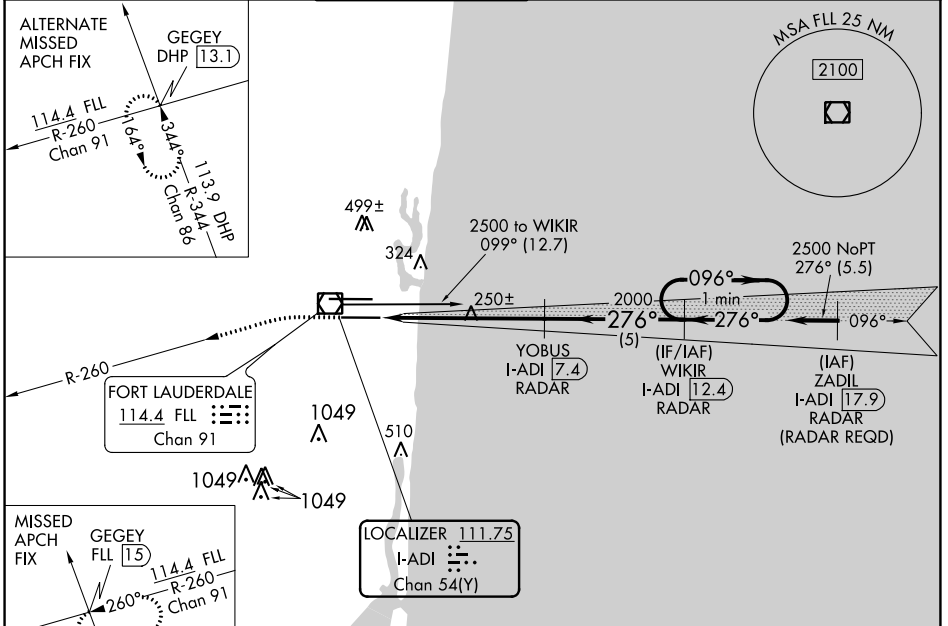 ALTERNATE
MISSED
APCH FIX
GEGEY
DHP 13.1
114.4 FLL
R-260
Chan 91
164°
344°
113.9 DHP
R-344
Chan 86
MSA FLL 25 NM
2100
499±
324
2500 to WIKIR
099° (12.7)
250±
2000
276°
(5)
096°
1 min
276°
2500 NoPT
276° (5.5)
096°
YOBUS
I-ADI 7.4
RADAR
(IF/IAF)
WIKIR
I-ADI 12.4
RADAR
(IAF)
ZADIL
I-ADI 17.9
RADAR
(RADAR REQD)
R-260
FORT LAUDERDALE
114.4 FLL
Chan 91
1049
510
1049
1049
LOCALIZER 111.75
I-ADI
Chan 54(Y)
MISSED
APCH
FIX
GEGEY
FLL 15
114.4 FLL
260°
R-260
Chan 91